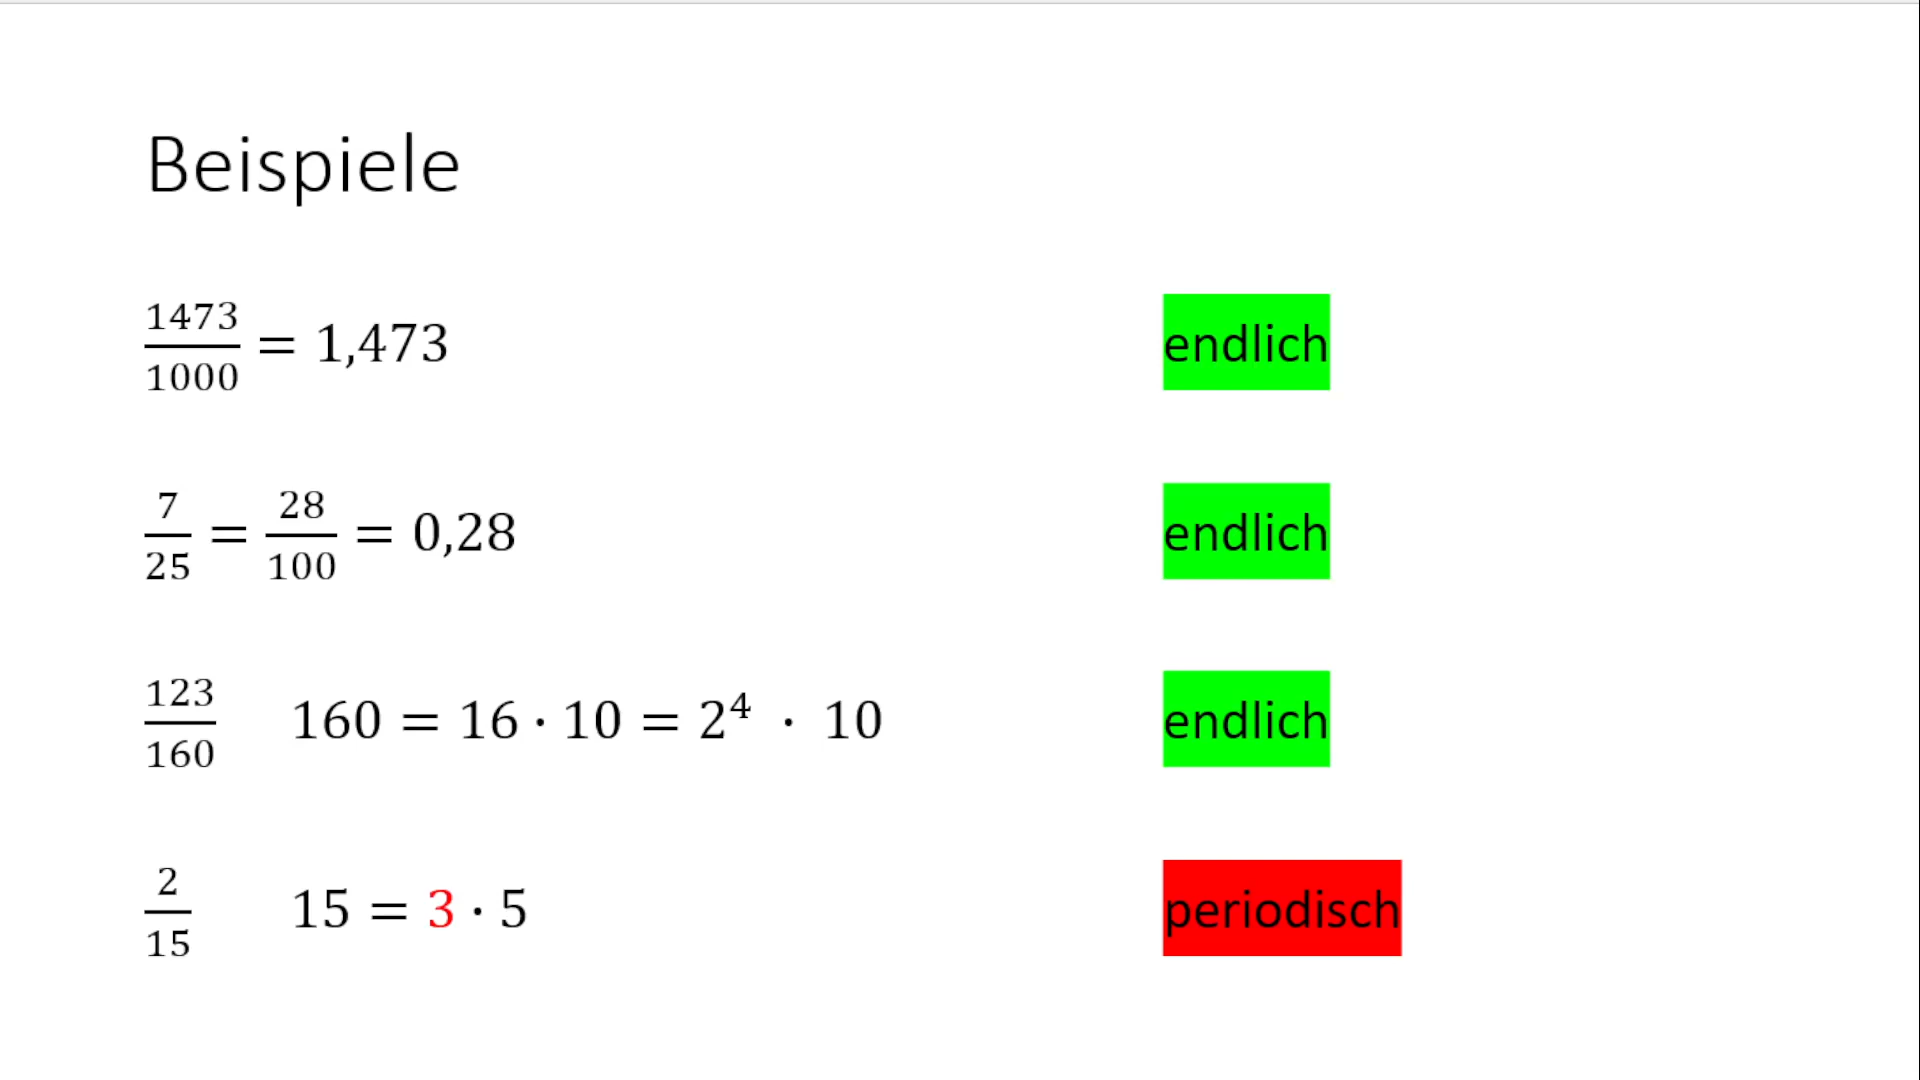 Beispiele
1473/1000 = 1,473 endlich
7/25 = 28/100 = 0,28 endlich
123/160 160 = 16 · 10 = 2⁴ · 10 endlich
2/15 15 = 3 · 5 periodisch